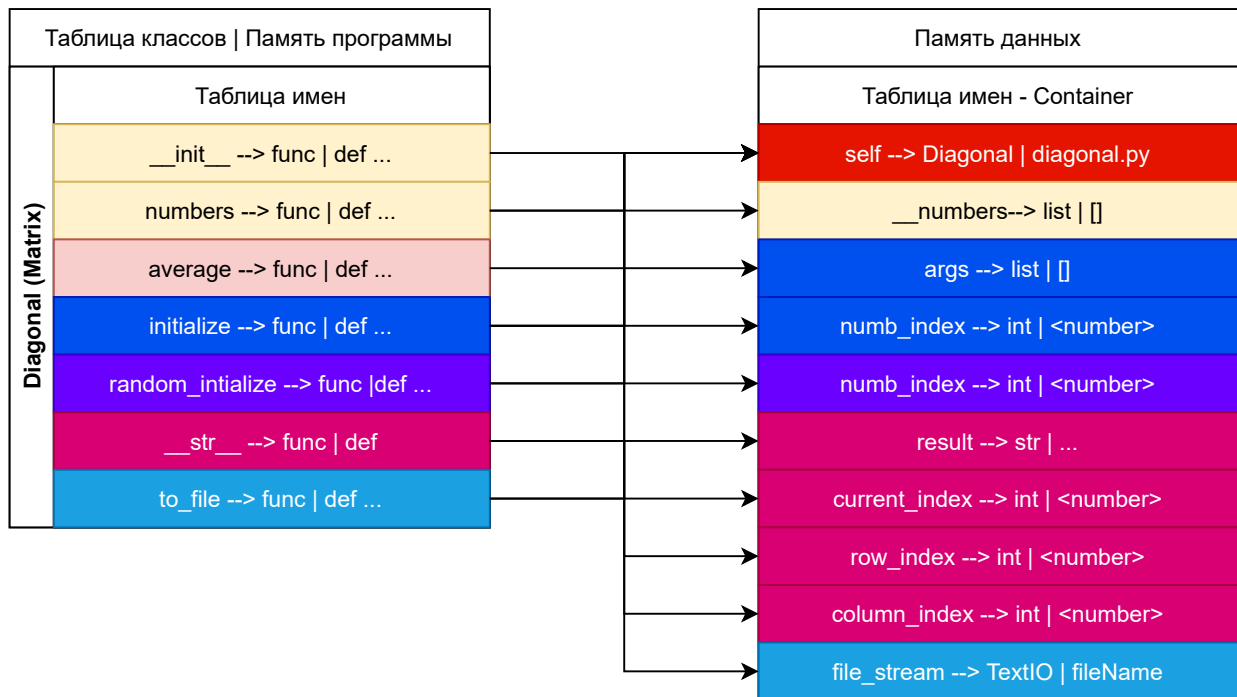 Таблица классов | Память программы
Diagonal (Matrix)
Таблица имен
__init__ --> func | def ...
numbers --> func | def ...
average --> func | def ...
initialize --> func | def ...
random_intialize --> func |def ...
__str__ --> func | def
to_file --> func | def ...
Память данных
Таблица имен - Container
self --> Diagonal | diagonal.py
__numbers--> list | []
args --> list | []
numb_index --> int | <number>
numb_index --> int | <number>
result --> str | ...
current_index --> int | <number>
row_index --> int | <number>
column_index --> int | <number>
file_stream --> TextIO | fileName